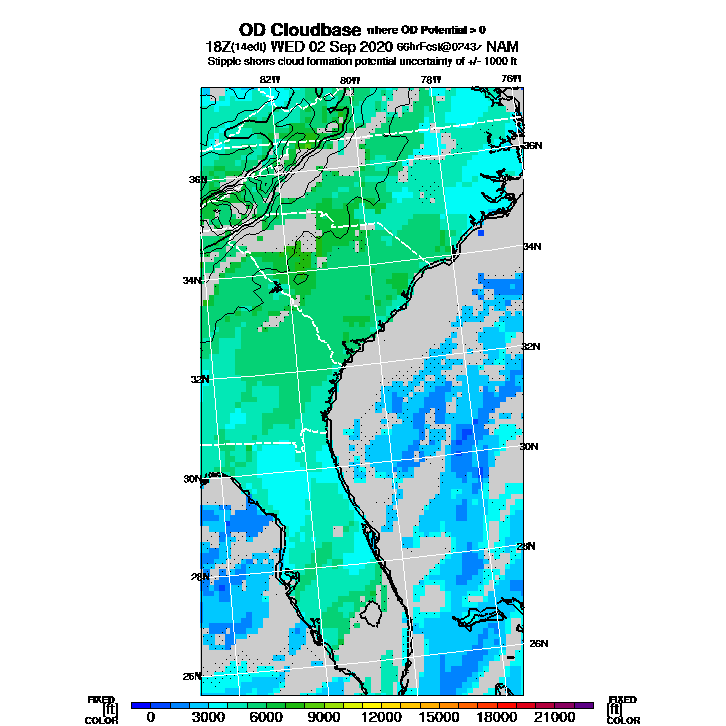 OD Cloudbase where OD Potential > 0
18Z(14edt) WED 02 Sep 2020 66hrFcst@0243z NAM
Stipple shows cloud formation potential uncertainty of +/- 1000 ft
82W 80W 78W 76W
36N
36N
34N
34N
32N
32N
30N
30N
28N
28N
26N
26N
FIXED FIXED
[ft] [ft]
COLOR 0 3000 6000 9000 12000 15000 18000 21000 COLOR